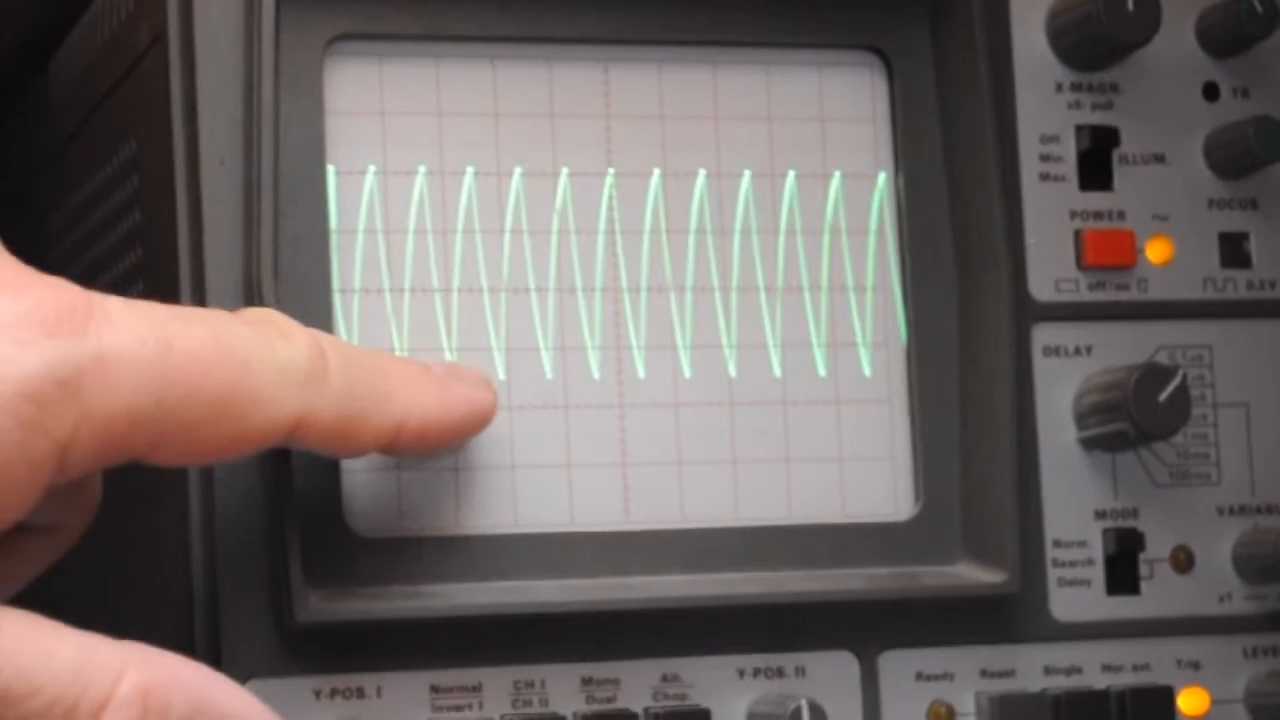 X-MAGN.
x5: pull
TR
Off.
Min.
Max.
ILLUM.
POWER
FOCUS
off/on
0.2V
DELAY
0.1µs
1ms
10ms
100ms
MODE
Norm.
Search
Delay
x1
Y-POS. I
Normal
Invert I
CH I
CH II
Mono
Dual
Alt.
Chop.
Y-POS. II
Ready
Reset
Single
Hor. ext.
Trig.